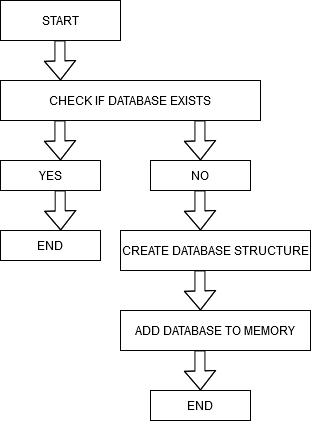 START
CHECK IF DATABASE EXISTS
YES
NO
END
CREATE DATABASE STRUCTURE
ADD DATABASE TO MEMORY
END